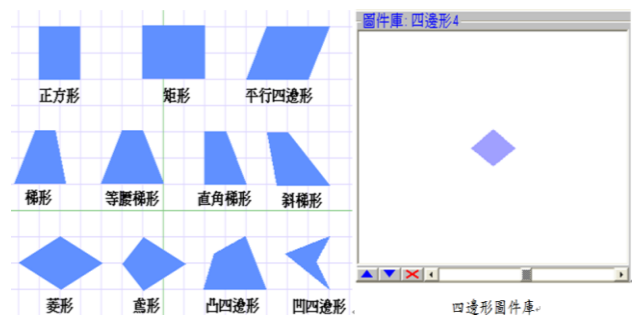 圖件庫: 四邊形4
正方形
矩形
平行四邊形
梯形
等腰梯形
直角梯形
斜梯形
菱形
鳶形
凸四邊形
凹四邊形
四邊形圖件庫